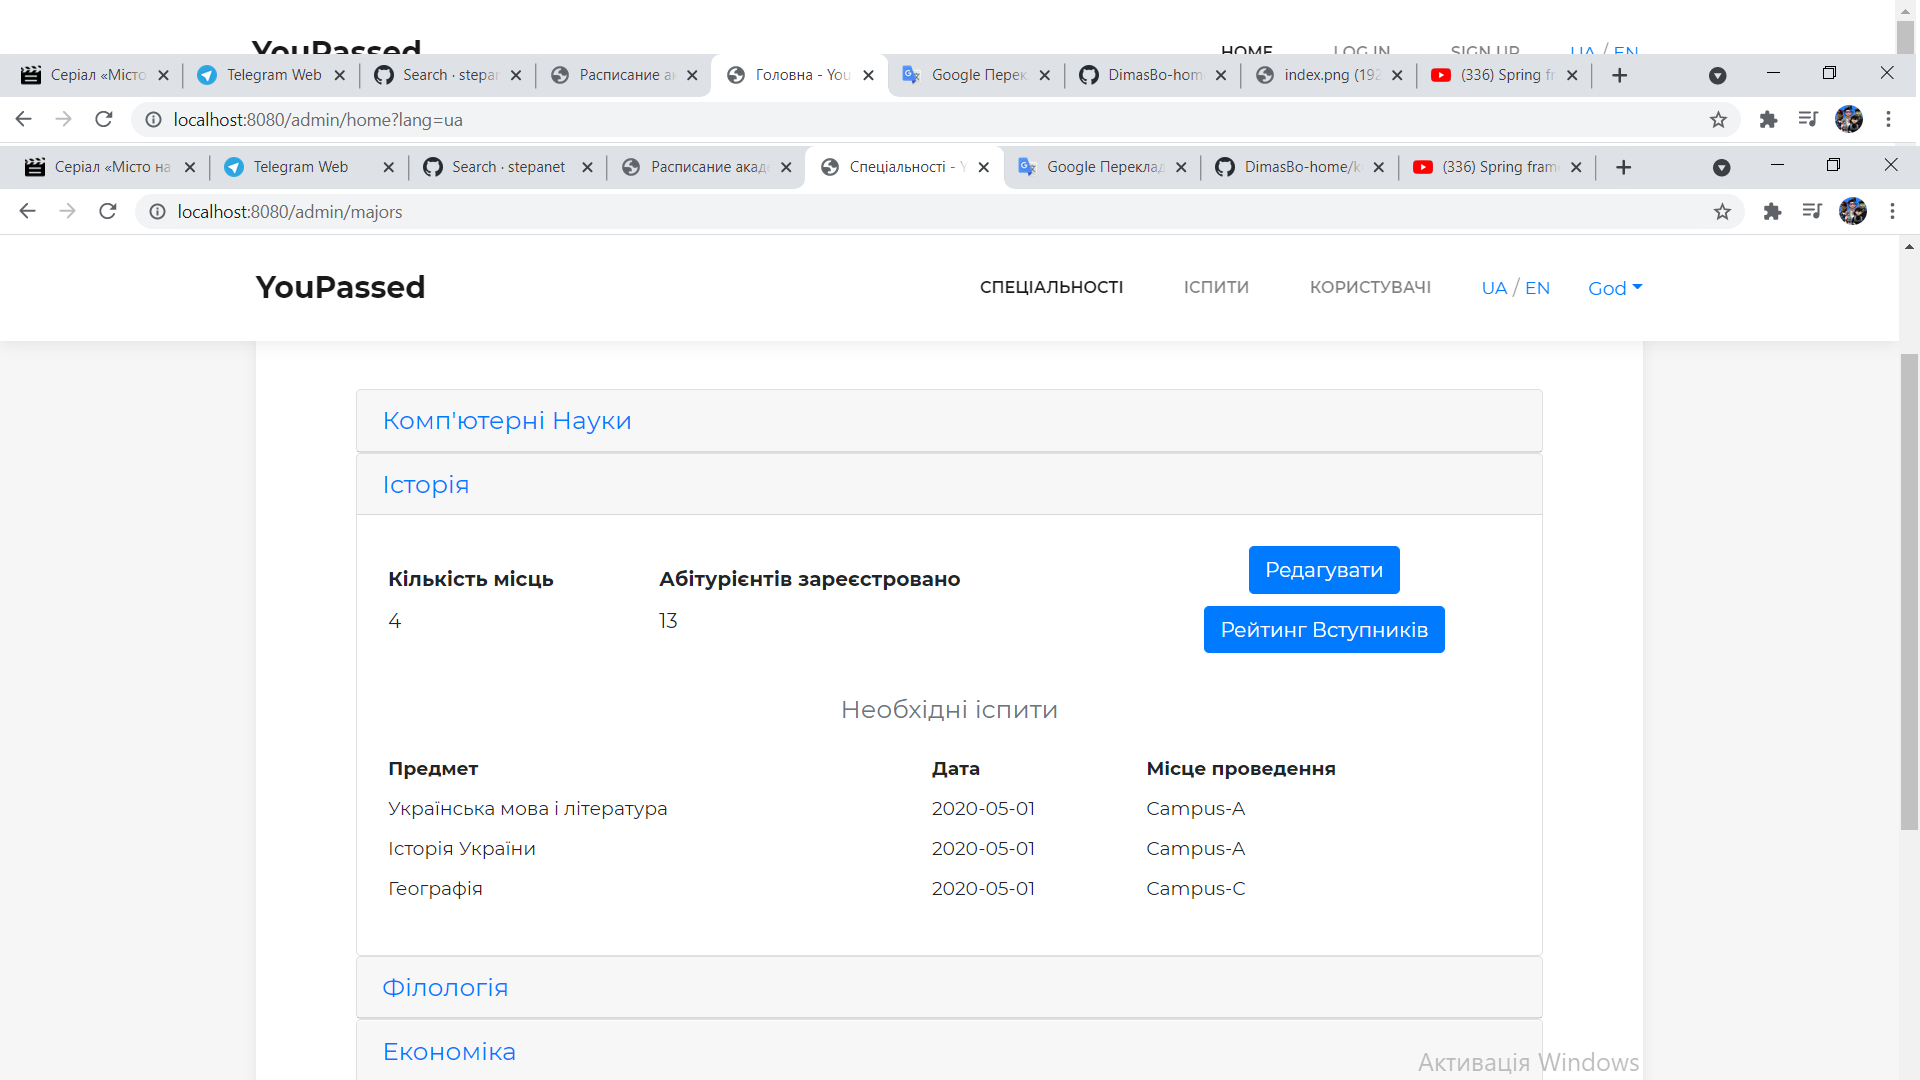 YouPassed HOME LOG IN SIGN UP UA / EN
Серіал «Місто Telegram Web Search · stepan Расписание ак Головна - You Google Перек DimasBo-hom index.png (192 (336) Spring fr
localhost:8080/admin/home?lang=ua
Серіал «Місто на Telegram Web Search · stepanet Расписание акад Спеціальності - Y Google Переклад DimasBo-home/k (336) Spring fram
localhost:8080/admin/majors
YouPassed СПЕЦІАЛЬНОСТІ ІСПИТИ КОРИСТУВАЧІ UA / EN God
Комп'ютерні Науки
Історія
Кількість місць Абітурієнтів зареєстровано Редагувати
4 13 Рейтинг Вступників
Необхідні іспити
Предмет Дата Місце проведення
Українська мова і література 2020-05-01 Campus-A
Історія України 2020-05-01 Campus-A
Географія 2020-05-01 Campus-C
Філологія
Економіка
Активація Windows